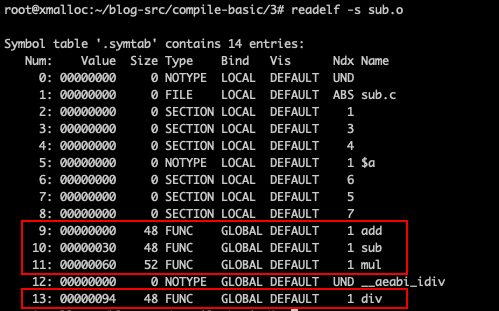 root@xmalloc:~/blog-src/compile-basic/3# readelf -s sub.o
Symbol table '.symtab' contains 14 entries:
Num: Value Size Type Bind Vis Ndx Name
0: 00000000 0 NOTYPE LOCAL DEFAULT UND
1: 00000000 0 FILE LOCAL DEFAULT ABS sub.c
2: 00000000 0 SECTION LOCAL DEFAULT 1
3: 00000000 0 SECTION LOCAL DEFAULT 3
4: 00000000 0 SECTION LOCAL DEFAULT 4
5: 00000000 0 NOTYPE LOCAL DEFAULT 1 $a
6: 00000000 0 SECTION LOCAL DEFAULT 6
7: 00000000 0 SECTION LOCAL DEFAULT 5
8: 00000000 0 SECTION LOCAL DEFAULT 7
9: 00000000 48 FUNC GLOBAL DEFAULT 1 add
10: 00000030 48 FUNC GLOBAL DEFAULT 1 sub
11: 00000060 52 FUNC GLOBAL DEFAULT 1 mul
12: 00000000 0 NOTYPE GLOBAL DEFAULT UND __aeabi_idiv
13: 00000094 48 FUNC GLOBAL DEFAULT 1 div